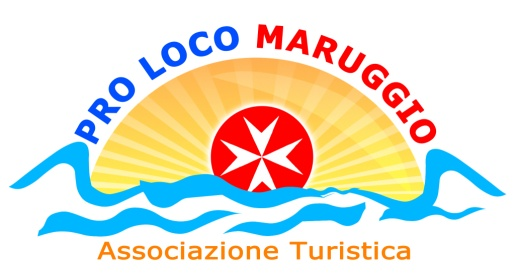 PRO LOCO MARUGGIO
Associazione Turistica